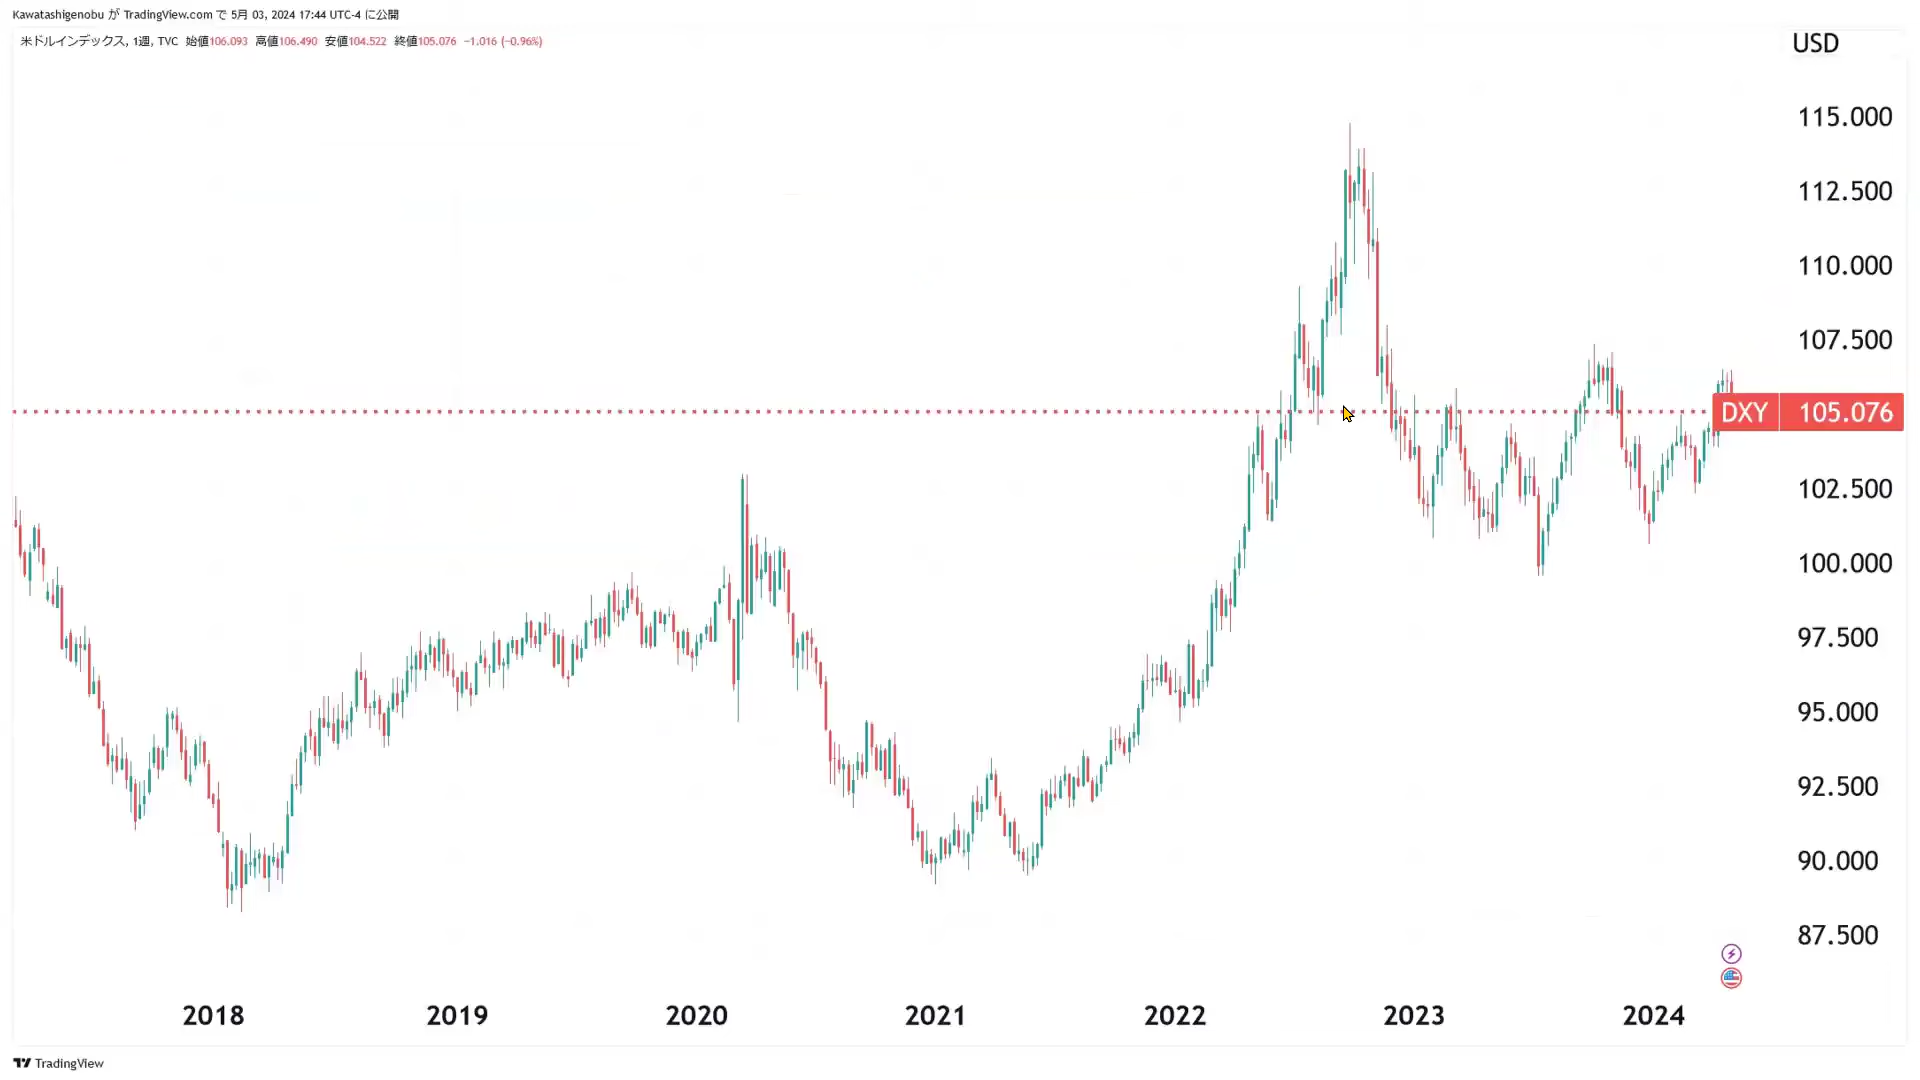 Kawatashigenobu が TradingView.com で 5月 03, 2024 17:44 UTC-4 に公開
米ドルインデックス, 1週, TVC 始値106.093 高値106.490 安値104.522 終値105.076 −1.016 (−0.96%)
USD
115.000
112.500
110.000
107.500
DXY 105.076
102.500
100.000
97.500
95.000
92.500
90.000
87.500
2018 2019 2020 2021 2022 2023 2024
TradingView